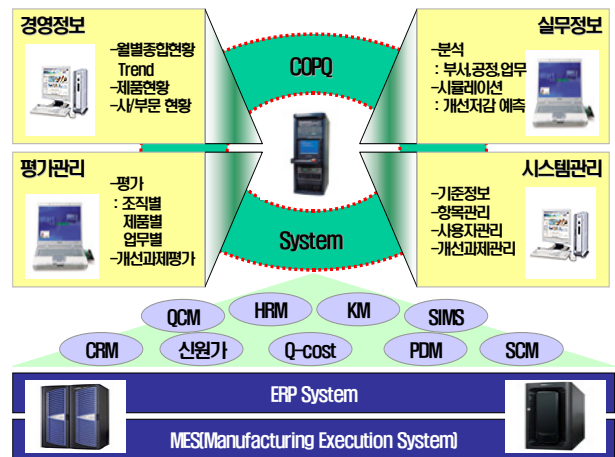 경영정보
-월별종합현황
Trend
-제품현황
-사/부문 현황
COPQ
실무정보
-분석
: 부서,공정,업무
-시뮬레이션
: 개선저감 예측
평가관리
-평가
: 조직별
제품별
업무별
-개선과제평가
System
시스템관리
-기준정보
-항목관리
-사용자관리
-개선과제관리
QCM
HRM
KM
SIMS
CRM
신원가
Q-cost
PDM
SCM
ERP System
MES(Manufacturing Execution System)